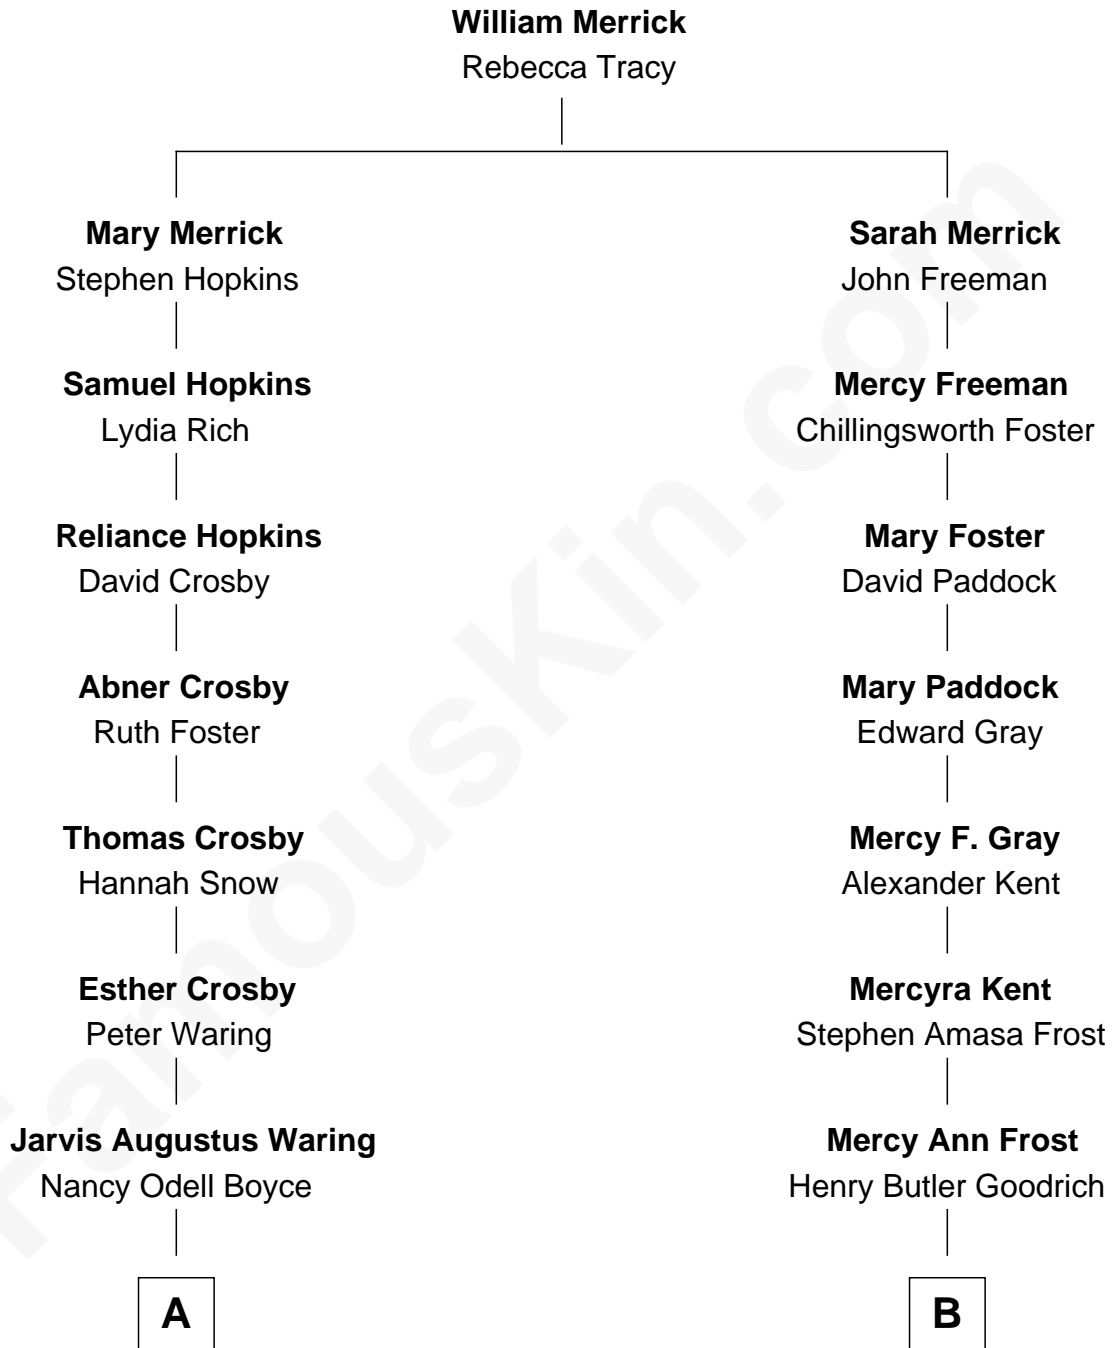 William Merrick
Rebecca Tracy
Mary Merrick
Stephen Hopkins
Samuel Hopkins
Lydia Rich
Reliance Hopkins
David Crosby
Abner Crosby
Ruth Foster
Thomas Crosby
Hannah Snow
Esther Crosby
Peter Waring
Jarvis Augustus Waring
Nancy Odell Boyce
A
Sarah Merrick
John Freeman
Mercy Freeman
Chillingsworth Foster
Mary Foster
David Paddock
Mary Paddock
Edward Gray
Mercy F. Gray
Alexander Kent
Mercyra Kent
Stephen Amasa Frost
Mercy Ann Frost
Henry Butler Goodrich
B
FamousKin.com